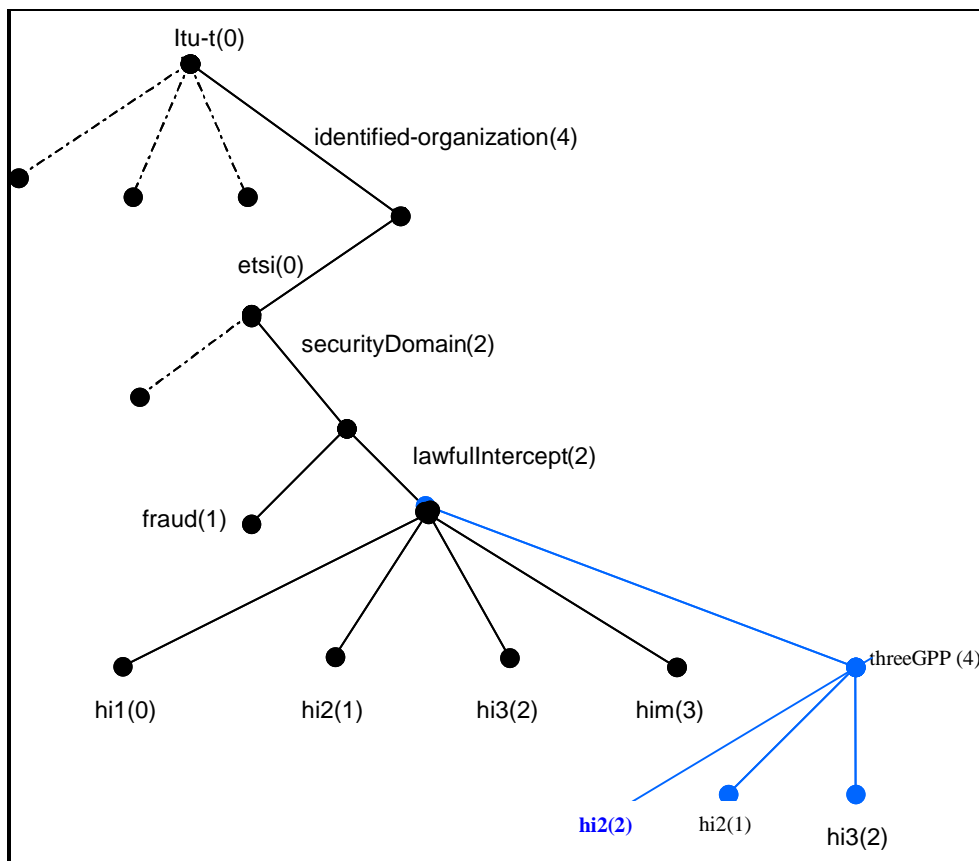 Itu-t(0)
identified-organization(4)
etsi(0)
securityDomain(2)
lawfulIntercept(2)
fraud(1)
threeGPP (4)
hi1(0)
hi2(1)
hi3(2)
him(3)
hi2(2)
hi2(1)
hi3(2)